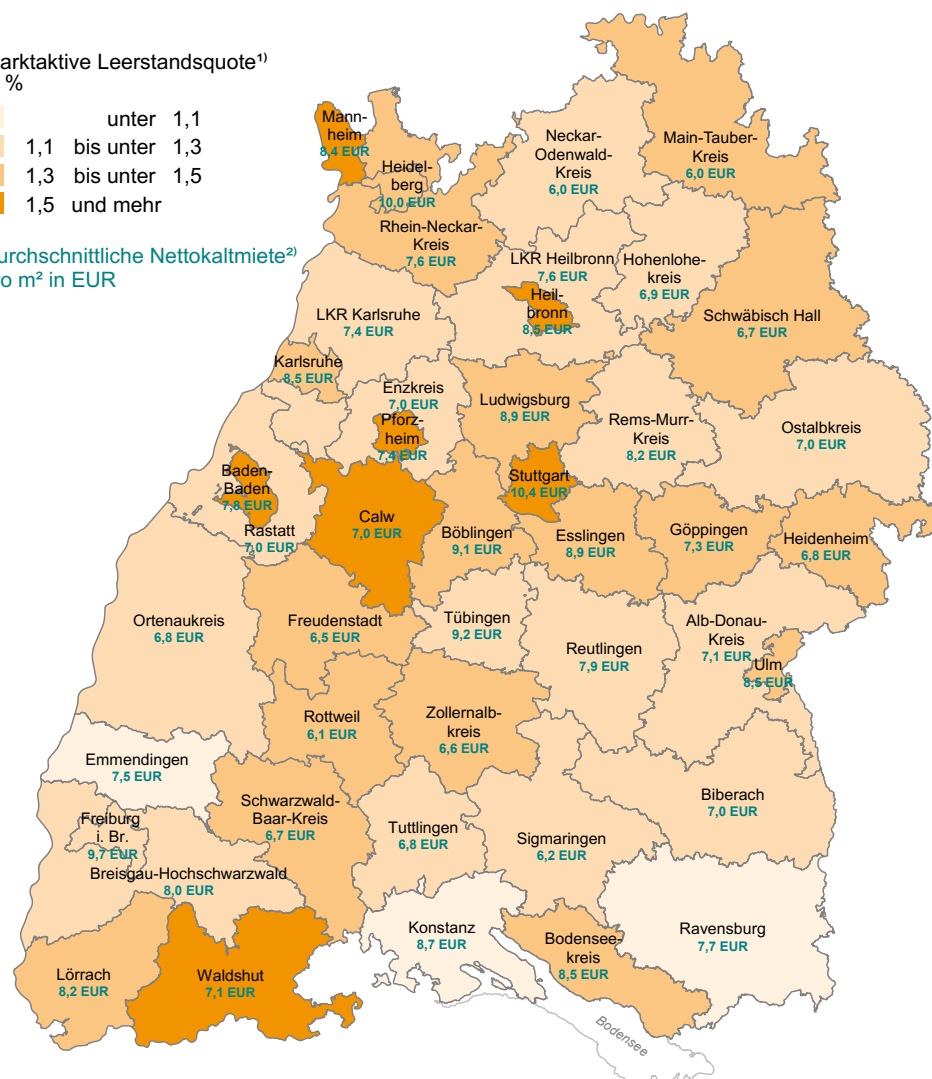 arktaktive Leerstandsquote¹⁾
%
unter 1,1
1,1 bis unter 1,3
1,3 bis unter 1,5
1,5 und mehr
urchschnittliche Nettokaltmiete²⁾
o m² in EUR
Mann-
heim
8,4 EUR
Heidel-
berg
10,0 EUR
Rhein-Neckar-
Kreis
7,6 EUR
Neckar-
Odenwald-
Kreis
6,0 EUR
Main-Tauber-
Kreis
6,0 EUR
LKR Heilbronn
7,6 EUR
Heil-
bronn
8,5 EUR
Hohenlohe-
kreis
6,9 EUR
Schwäbisch Hall
6,7 EUR
LKR Karlsruhe
7,4 EUR
Karlsruhe
8,5 EUR
Enzkreis
7,0 EUR
Pforz-
heim
7,4 EUR
Ludwigsburg
8,9 EUR
Rems-Murr-
Kreis
8,2 EUR
Ostalbkreis
7,0 EUR
Baden-
Baden
7,8 EUR
Rastatt
7,0 EUR
Calw
7,0 EUR
Stuttgart
10,4 EUR
Böblingen
9,1 EUR
Esslingen
8,9 EUR
Göppingen
7,3 EUR
Heidenheim
6,8 EUR
Ortenaukreis
6,8 EUR
Freudenstadt
6,5 EUR
Tübingen
9,2 EUR
Reutlingen
7,9 EUR
Alb-Donau-
Kreis
7,1 EUR
Ulm
8,5 EUR
Rottweil
6,1 EUR
Zollernalb-
kreis
6,6 EUR
Emmendingen
7,5 EUR
Schwarzwald-
Baar-Kreis
6,7 EUR
Tuttlingen
6,8 EUR
Sigmaringen
6,2 EUR
Biberach
7,0 EUR
Freiburg
i. Br.
9,7 EUR
Breisgau-Hochschwarzwald
8,0 EUR
Konstanz
8,7 EUR
Bodensee-
kreis
8,5 EUR
Ravensburg
7,7 EUR
Lörrach
8,2 EUR
Waldshut
7,1 EUR
Bodensee